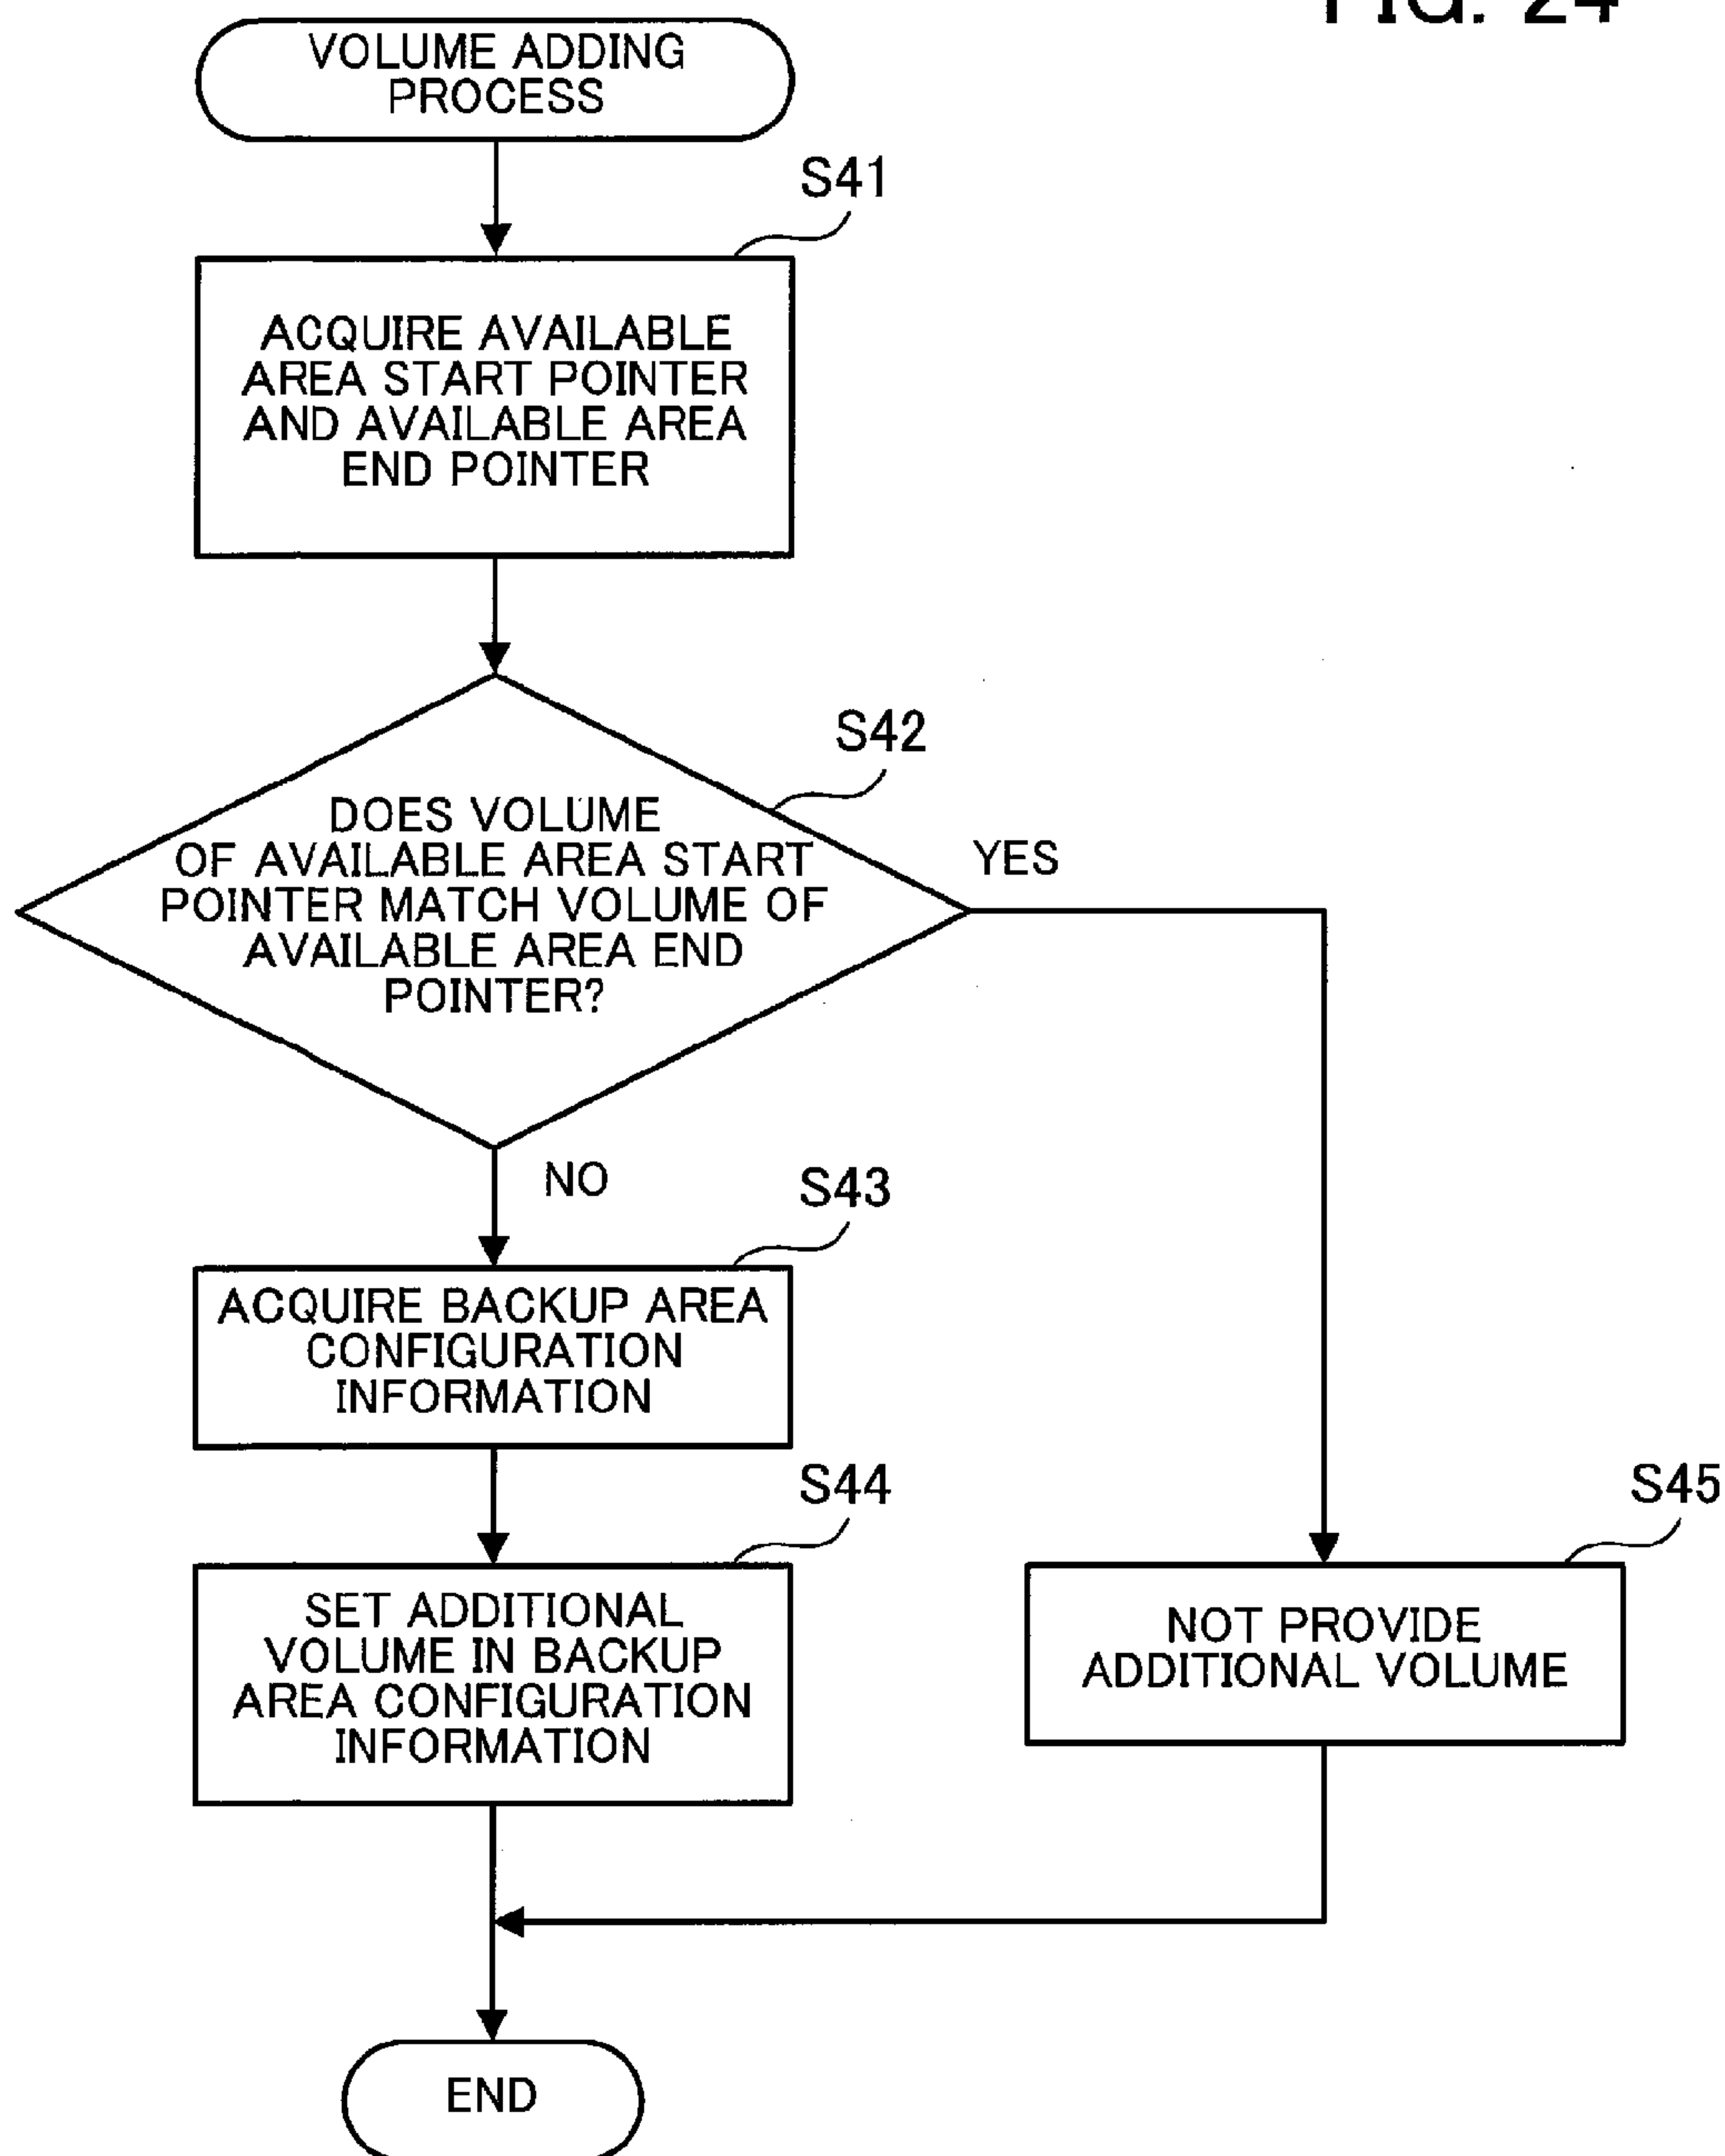 FIG. 24
VOLUME ADDING
PROCESS
S41
ACQUIRE AVAILABLE
AREA START POINTER
AND AVAILABLE AREA
END POINTER
S42
DOES VOLUME
OF AVAILABLE AREA START
POINTER MATCH VOLUME OF
AVAILABLE AREA END
POINTER?
YES
NO
S43
ACQUIRE BACKUP AREA
CONFIGURATION
INFORMATION
S44
SET ADDITIONAL
VOLUME IN BACKUP
AREA CONFIGURATION
INFORMATION
S45
NOT PROVIDE
ADDITIONAL VOLUME
END